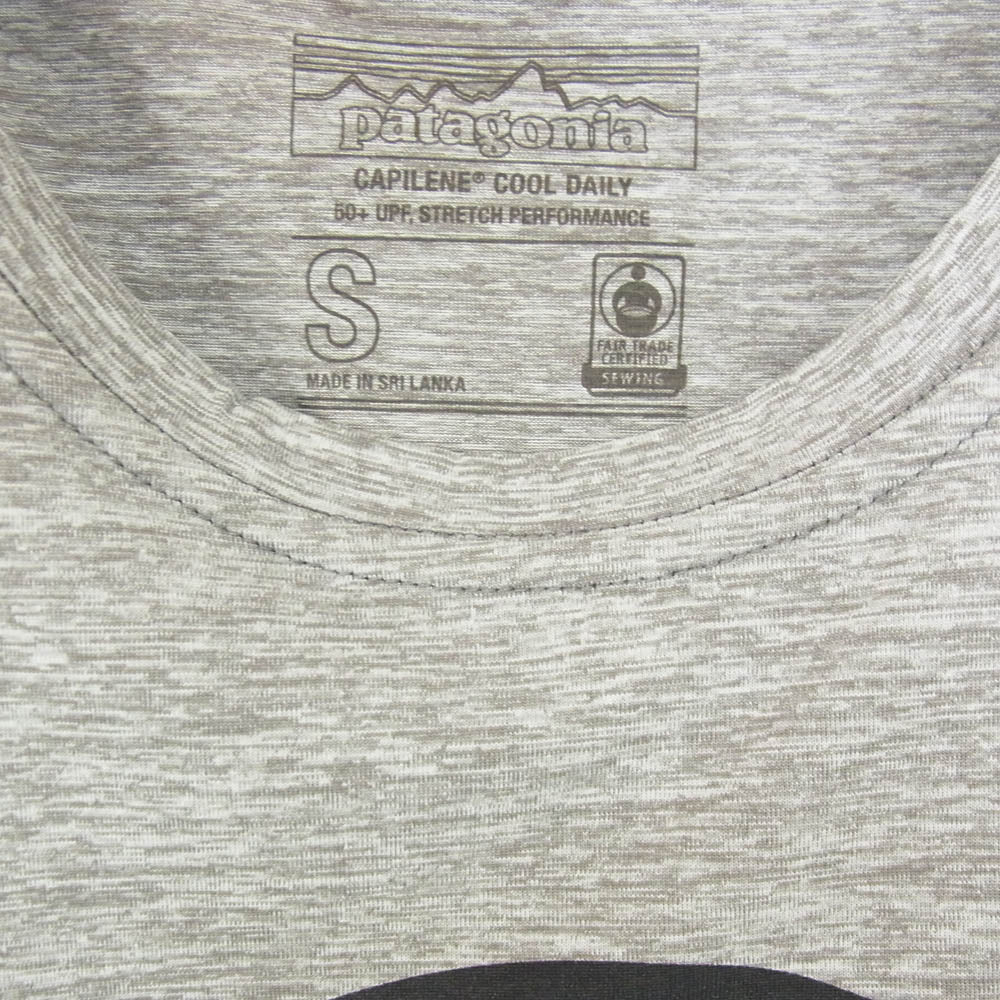 patagonia
CAPILENE® COOL DAILY
50+ UPF, STRETCH PERFORMANCE
S
FAIR TRADE
CERTIFIED
SEWING
MADE IN SRI LANKA